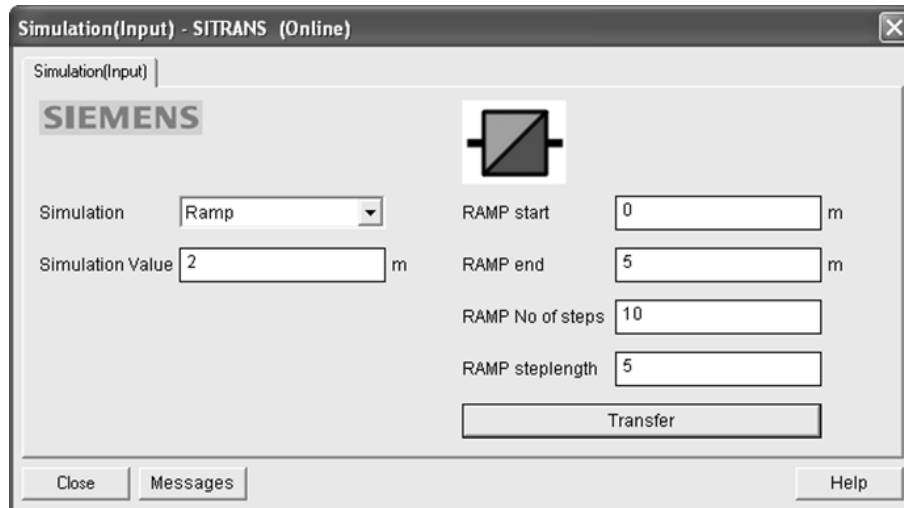 Simulation(Input) - SITRANS (Online)
Simulation(Input)
SIEMENS
Simulation Ramp
Simulation Value 2 m
RAMP start 0 m
RAMP end 5 m
RAMP No of steps 10
RAMP steplength 5
Transfer
Close Messages Help